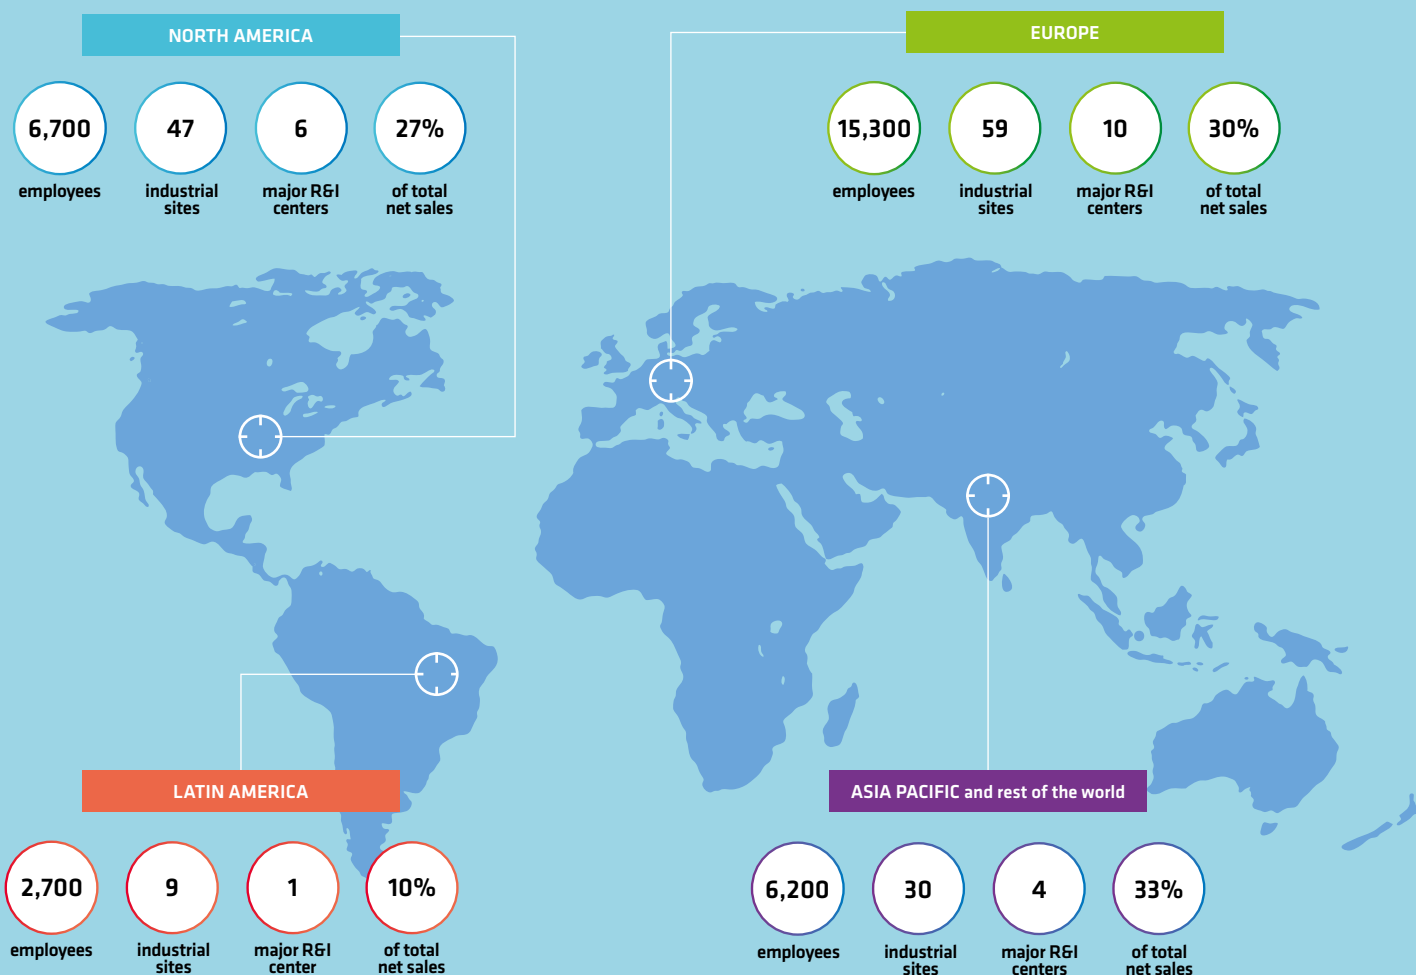 NORTH AMERICA
6,700
47
6
27%
employees
industrial
sites
major R&I
centers
of total
net sales
EUROPE
15,300
59
10
30%
employees
industrial
sites
major R&I
centers
of total
net sales
LATIN AMERICA
2,700
9
1
10%
employees
industrial
sites
major R&I
center
of total
net sales
ASIA PACIFIC and rest of the world
6,200
30
4
33%
employees
industrial
sites
major R&I
centers
of total
net sales